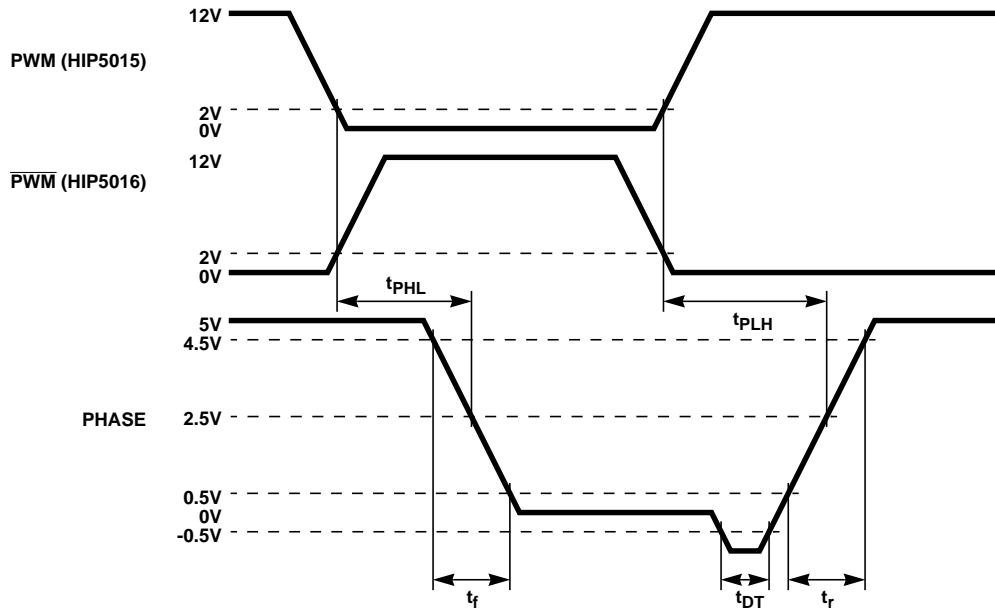 12V
PWM (HIP5015)
2V
0V
12V
PWM (HIP5016)
2V
0V
tPHL
tPLH
5V
4.5V
PHASE
2.5V
0.5V
0V
-0.5V
tf
tDT
tr